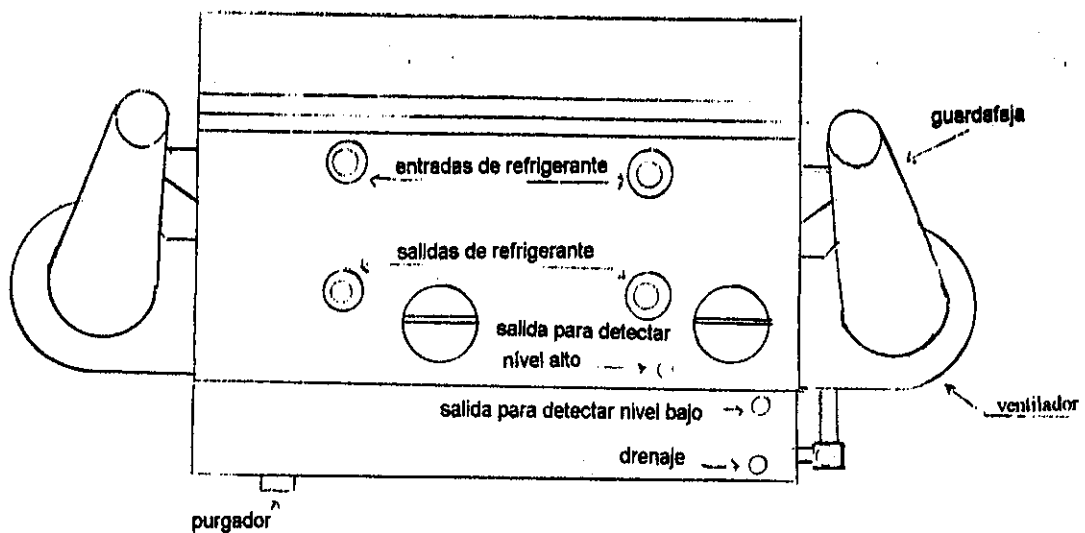 guardafaja
entradas de refrigerante
salidas de refrigerante
salida para detectar
nível alto
salida para detectar nivel bajo
ventilador
drenaje
purgador